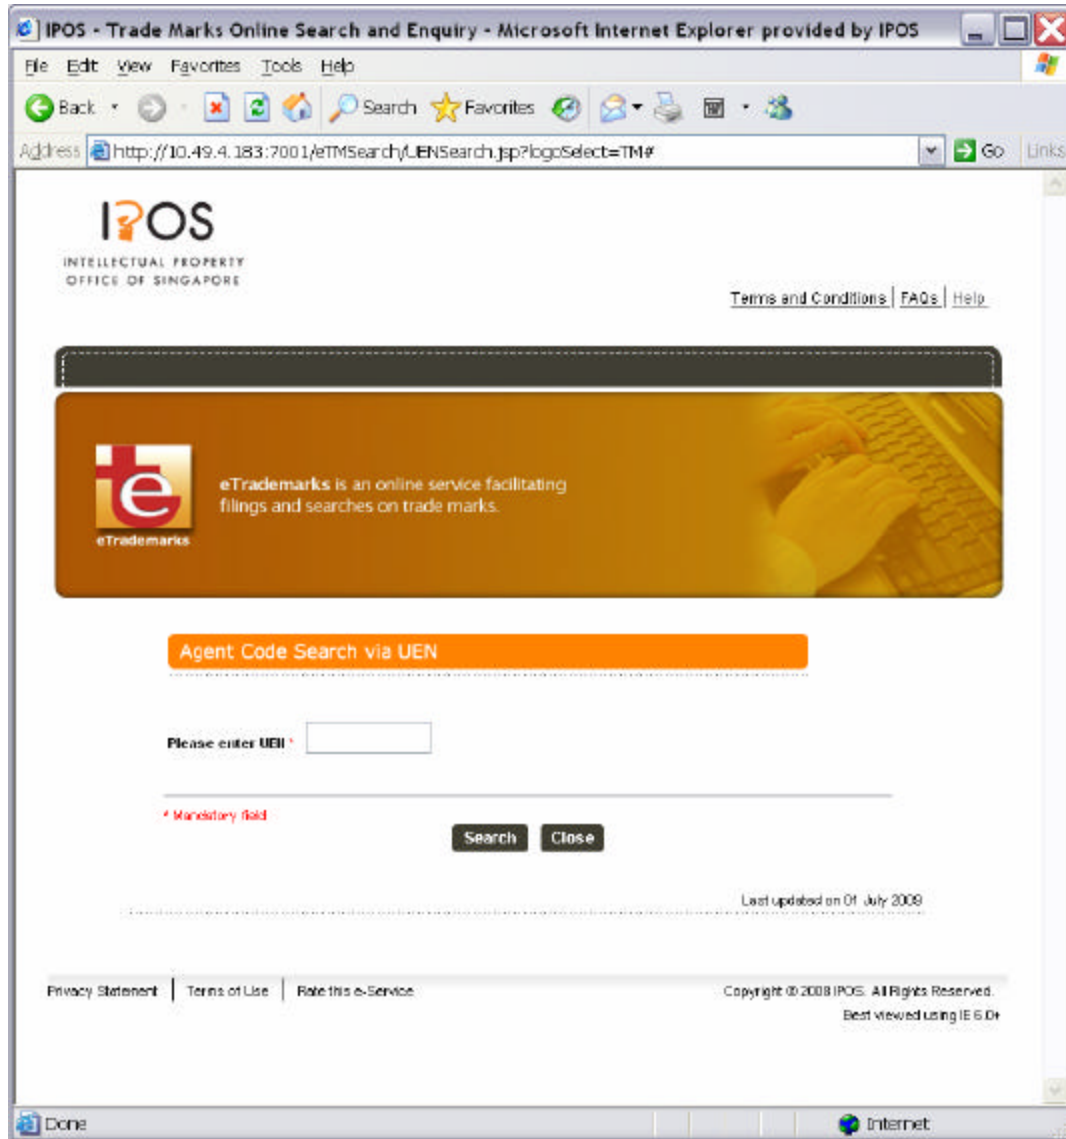 IPOS - Trade Marks Online Search and Enquiry - Microsoft Internet Explorer provided by IPOS
File Edit View Favorites Tools Help
Back Search Favorites
Address http://10.49.4.183:7001/eTMSearch/UENSearch.jsp?logoSelect=TM# Go Links
IPOS
INTELLECTUAL PROPERTY
OFFICE OF SINGAPORE
Terms and Conditions | FAQs | Help
te
eTrademarks is an online service facilitating
filings and searches on trade marks.
eTrademarks
Agent Code Search via UEN
Please enter UEN *
* Mandatory field
Search Close
Last updated on 01 July 2009
Privacy Statement | Terms of Use | Rate this e-Service
Copyright © 2008 IPOS. All Rights Reserved.
Best viewed using IE 6.0+
Done Internet